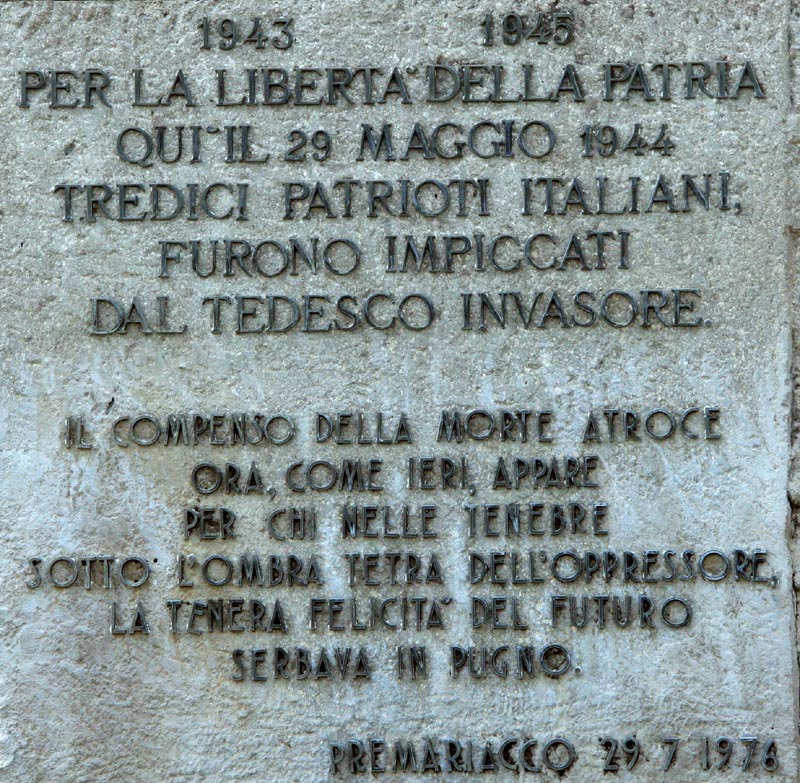 1943 1945
PER LA LIBERTA' DELLA PATRIA
QUI IL 29 MAGGIO 1944
TREDICI PATRIOTI ITALIANI,
FURONO IMPICCATI
DAL TEDESCO INVASORE.
IL COMPENSO DELLA MORTE ATROCE
ORA, COME IERI, APPARE
PER CHI NELLE TENEBRE
SOTTO L'OMBRA TETRA DELL'OPPRESSORE,
LA TENERA FELICITA' DEL FUTURO
SERBAVA IN PUGNO.
PREMARIACCO 29 7 1976